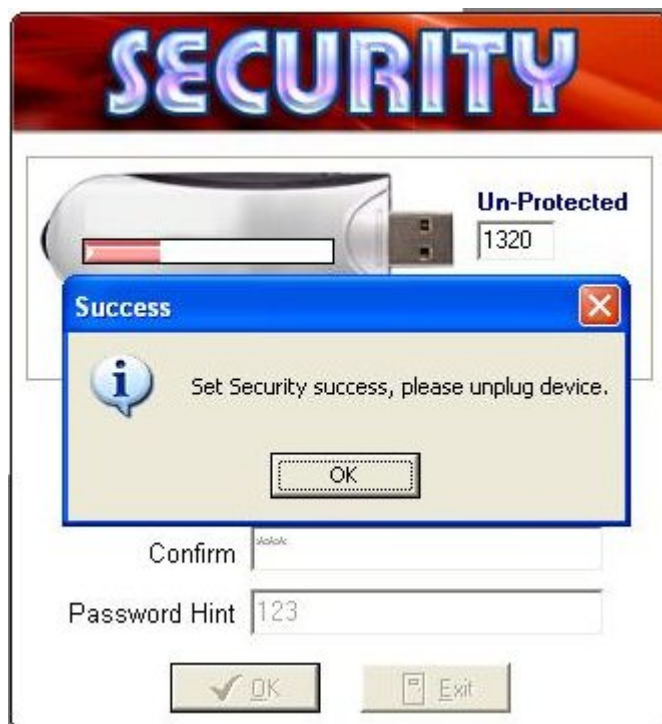 SECURITY
Un-Protected
1320
Success
Set Security success, please unplug device.
OK
Confirm ***
Password Hint 123
OK Exit